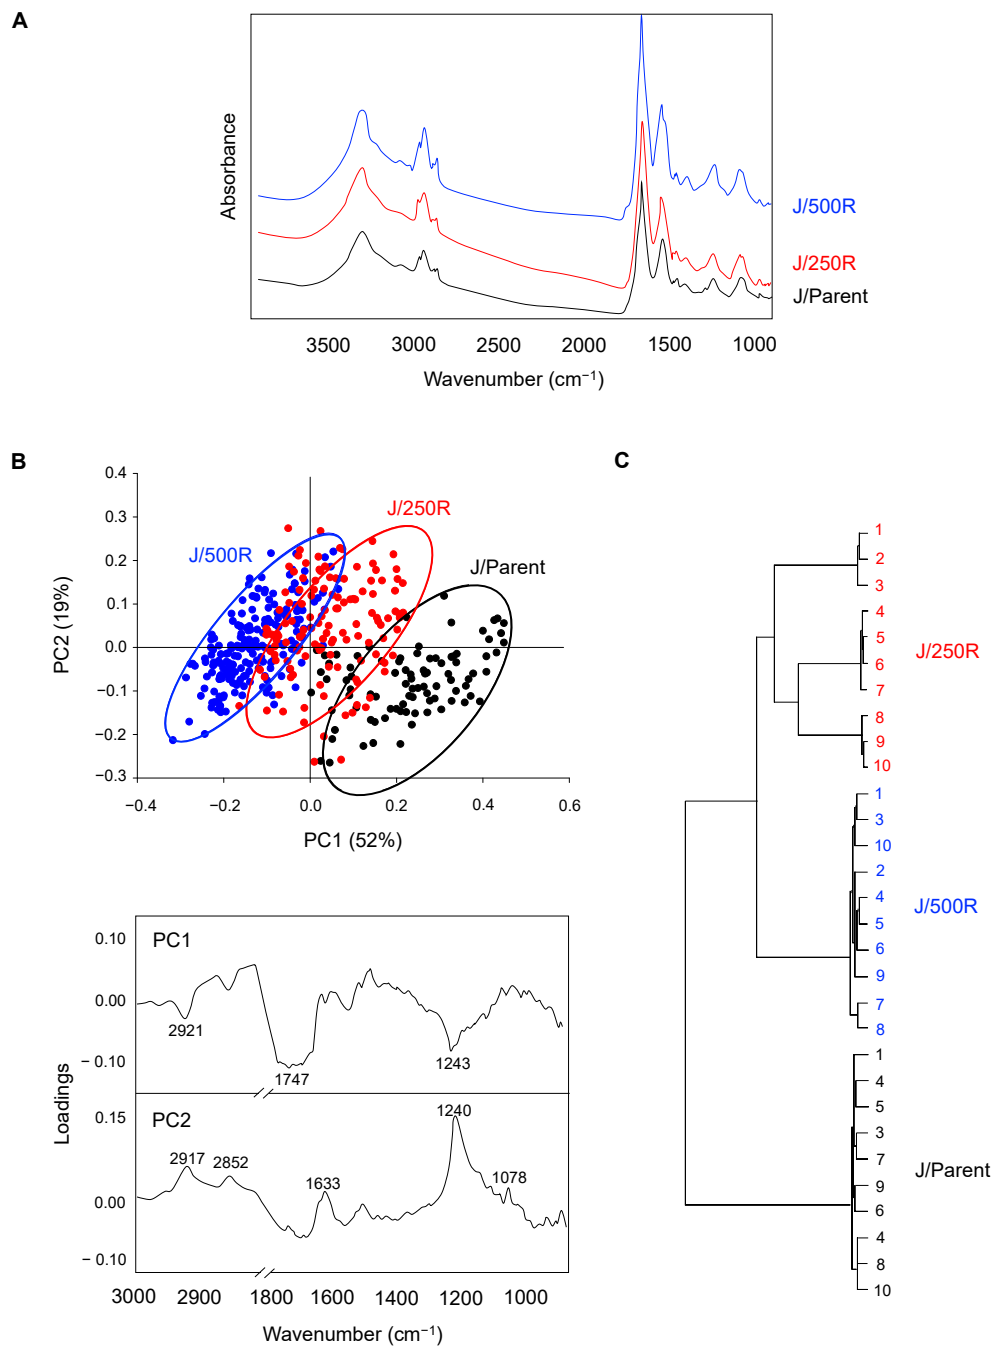 A
Absorbance
J/500R
J/250R
J/Parent
3500 3000 2500 2000 1500 1000
Wavenumber (cm⁻¹)
B
0.4
0.3
0.2
0.1
0.0
−0.1
−0.2
−0.3
PC2 (19%)
J/500R
J/250R
J/Parent
−0.4 −0.2 0.0 0.2 0.4 0.6
PC1 (52%)
Loadings
0.10
0.00
− 0.10
PC1
2921
1747
1243
0.15
0.00
− 0.10
PC2
2917
2852
1633
1240
1078
3000 2900 1800 1600 1400 1200 1000
Wavenumber (cm⁻¹)
C
1
2
3
4
5
6
7
8
9
10
J/250R
1
3
10
2
4
5
6
9
7
8
J/500R
1
4
5
3
7
9
6
4
8
10
J/Parent